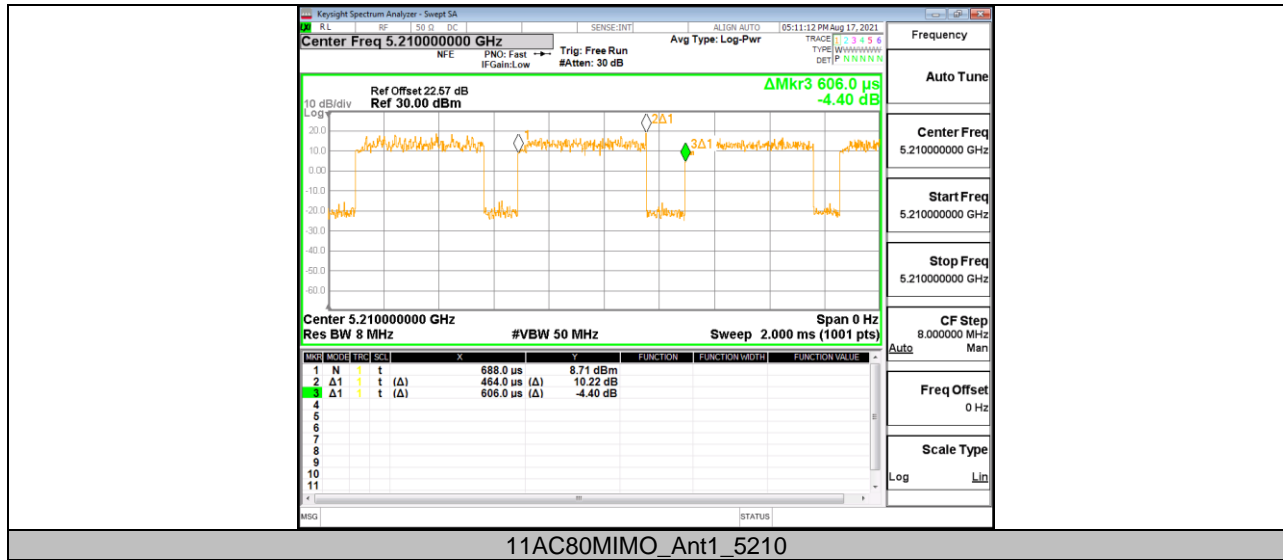 Keysight Spectrum Analyzer - Swept SA
RL RF 50 Ω DC SENSE:INT ALIGN AUTO 05:11:12 PM Aug 17, 2021
Center Freq 5.210000000 GHz
NFE
PNO: Fast
IFGain:Low
Trig: Free Run
#Atten: 30 dB
Avg Type: Log-Pwr
TRACE 1 2 3 4 5 6
TYPE WWWWWWW
DET P N N N N N
Frequency
Auto Tune
Center Freq
5.210000000 GHz
Start Freq
5.210000000 GHz
Stop Freq
5.210000000 GHz
CF Step
8.000000 MHz
Auto Man
Freq Offset
0 Hz
Scale Type
Log Lin
ΔMkr3 606.0 µs
-4.40 dB
Ref Offset 22.57 dB
10 dB/div Ref 30.00 dBm
Log
20.0
10.0
0.00
-10.0
-20.0
-30.0
-40.0
-50.0
-60.0
1
2Δ1
3Δ1
Center 5.210000000 GHz Span 0 Hz
Res BW 8 MHz #VBW 50 MHz Sweep 2.000 ms (1001 pts)
MKR MODE TRC SCL X Y FUNCTION FUNCTION WIDTH FUNCTION VALUE
1 N 1 t 688.0 µs 8.71 dBm
2 Δ1 1 t (Δ) 464.0 µs (Δ) 10.22 dB
3 Δ1 1 t (Δ) 606.0 µs (Δ) -4.40 dB
4
5
6
7
8
9
10
11
MSG STATUS
11AC80MIMO_Ant1_5210